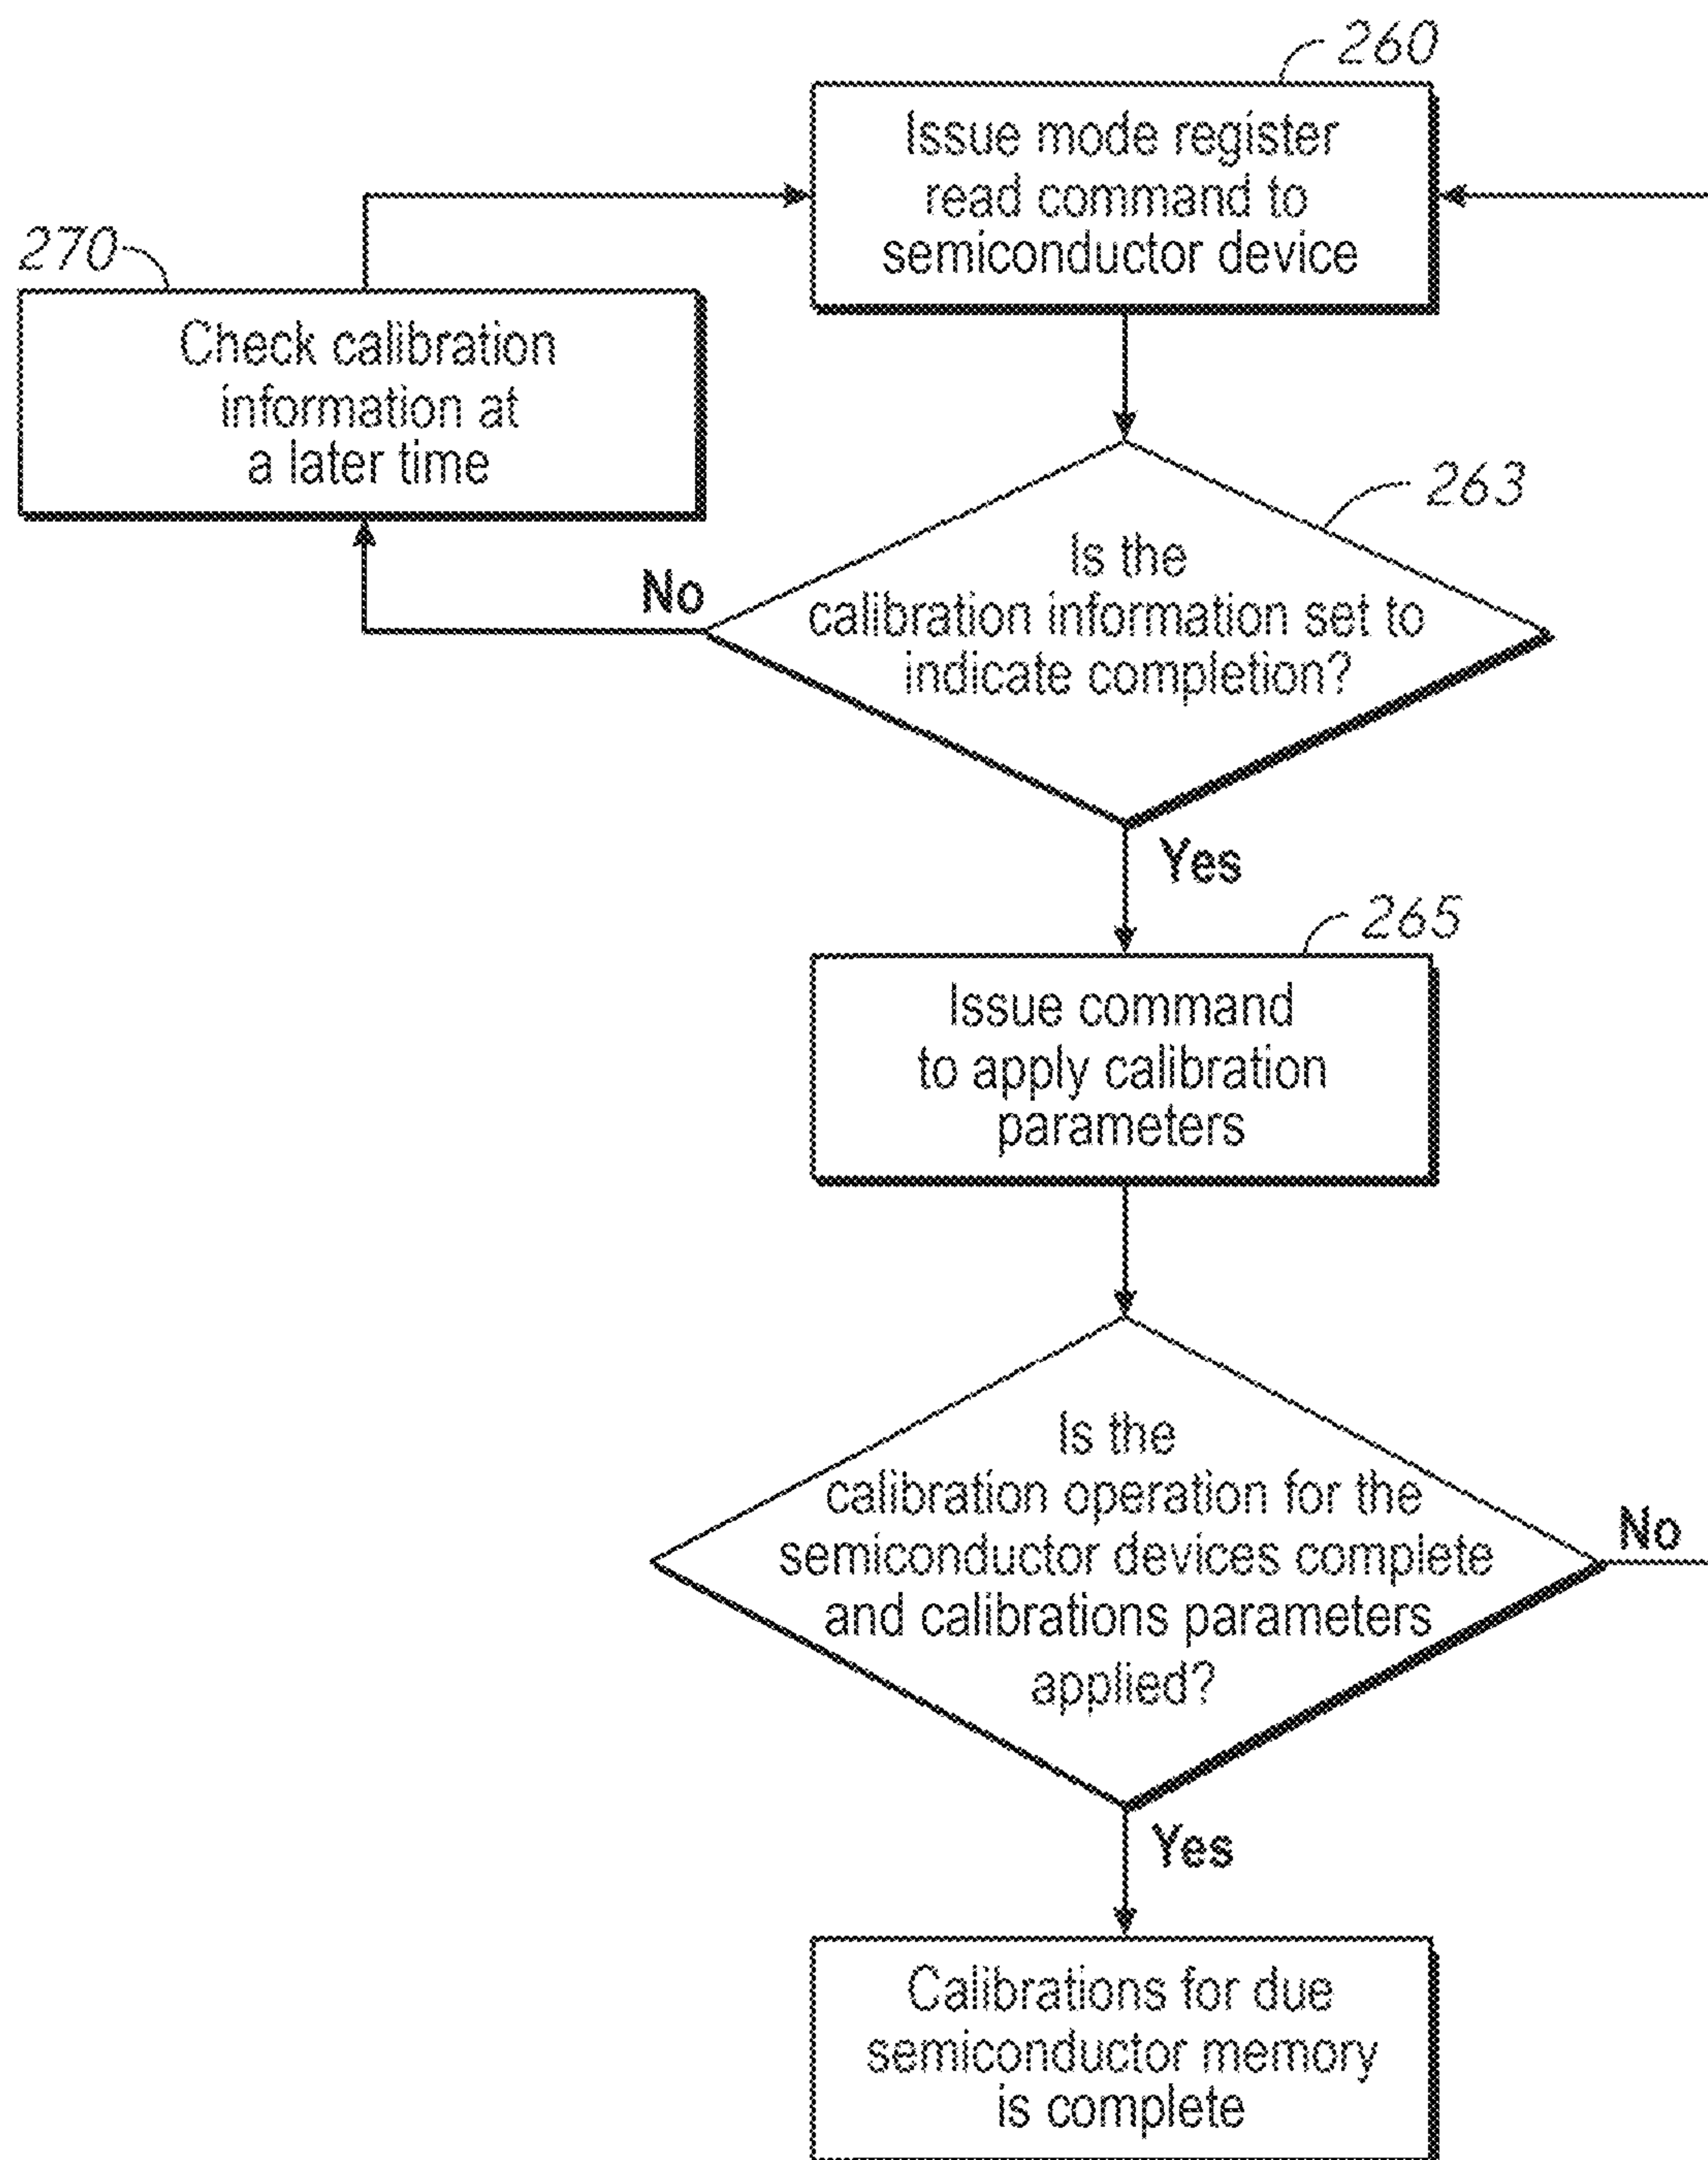 260
Issue mode register
read command to
semiconductor device
270
Check calibration
information at
a later time
263
Is the
calibration information set to
indicate completion?
No
Yes
265
Issue command
to apply calibration
parameters
Is the
calibration operation for the
semiconductor devices complete
and calibrations parameters
applied?
No
Yes
Calibrations for due
semiconductor memory
is complete